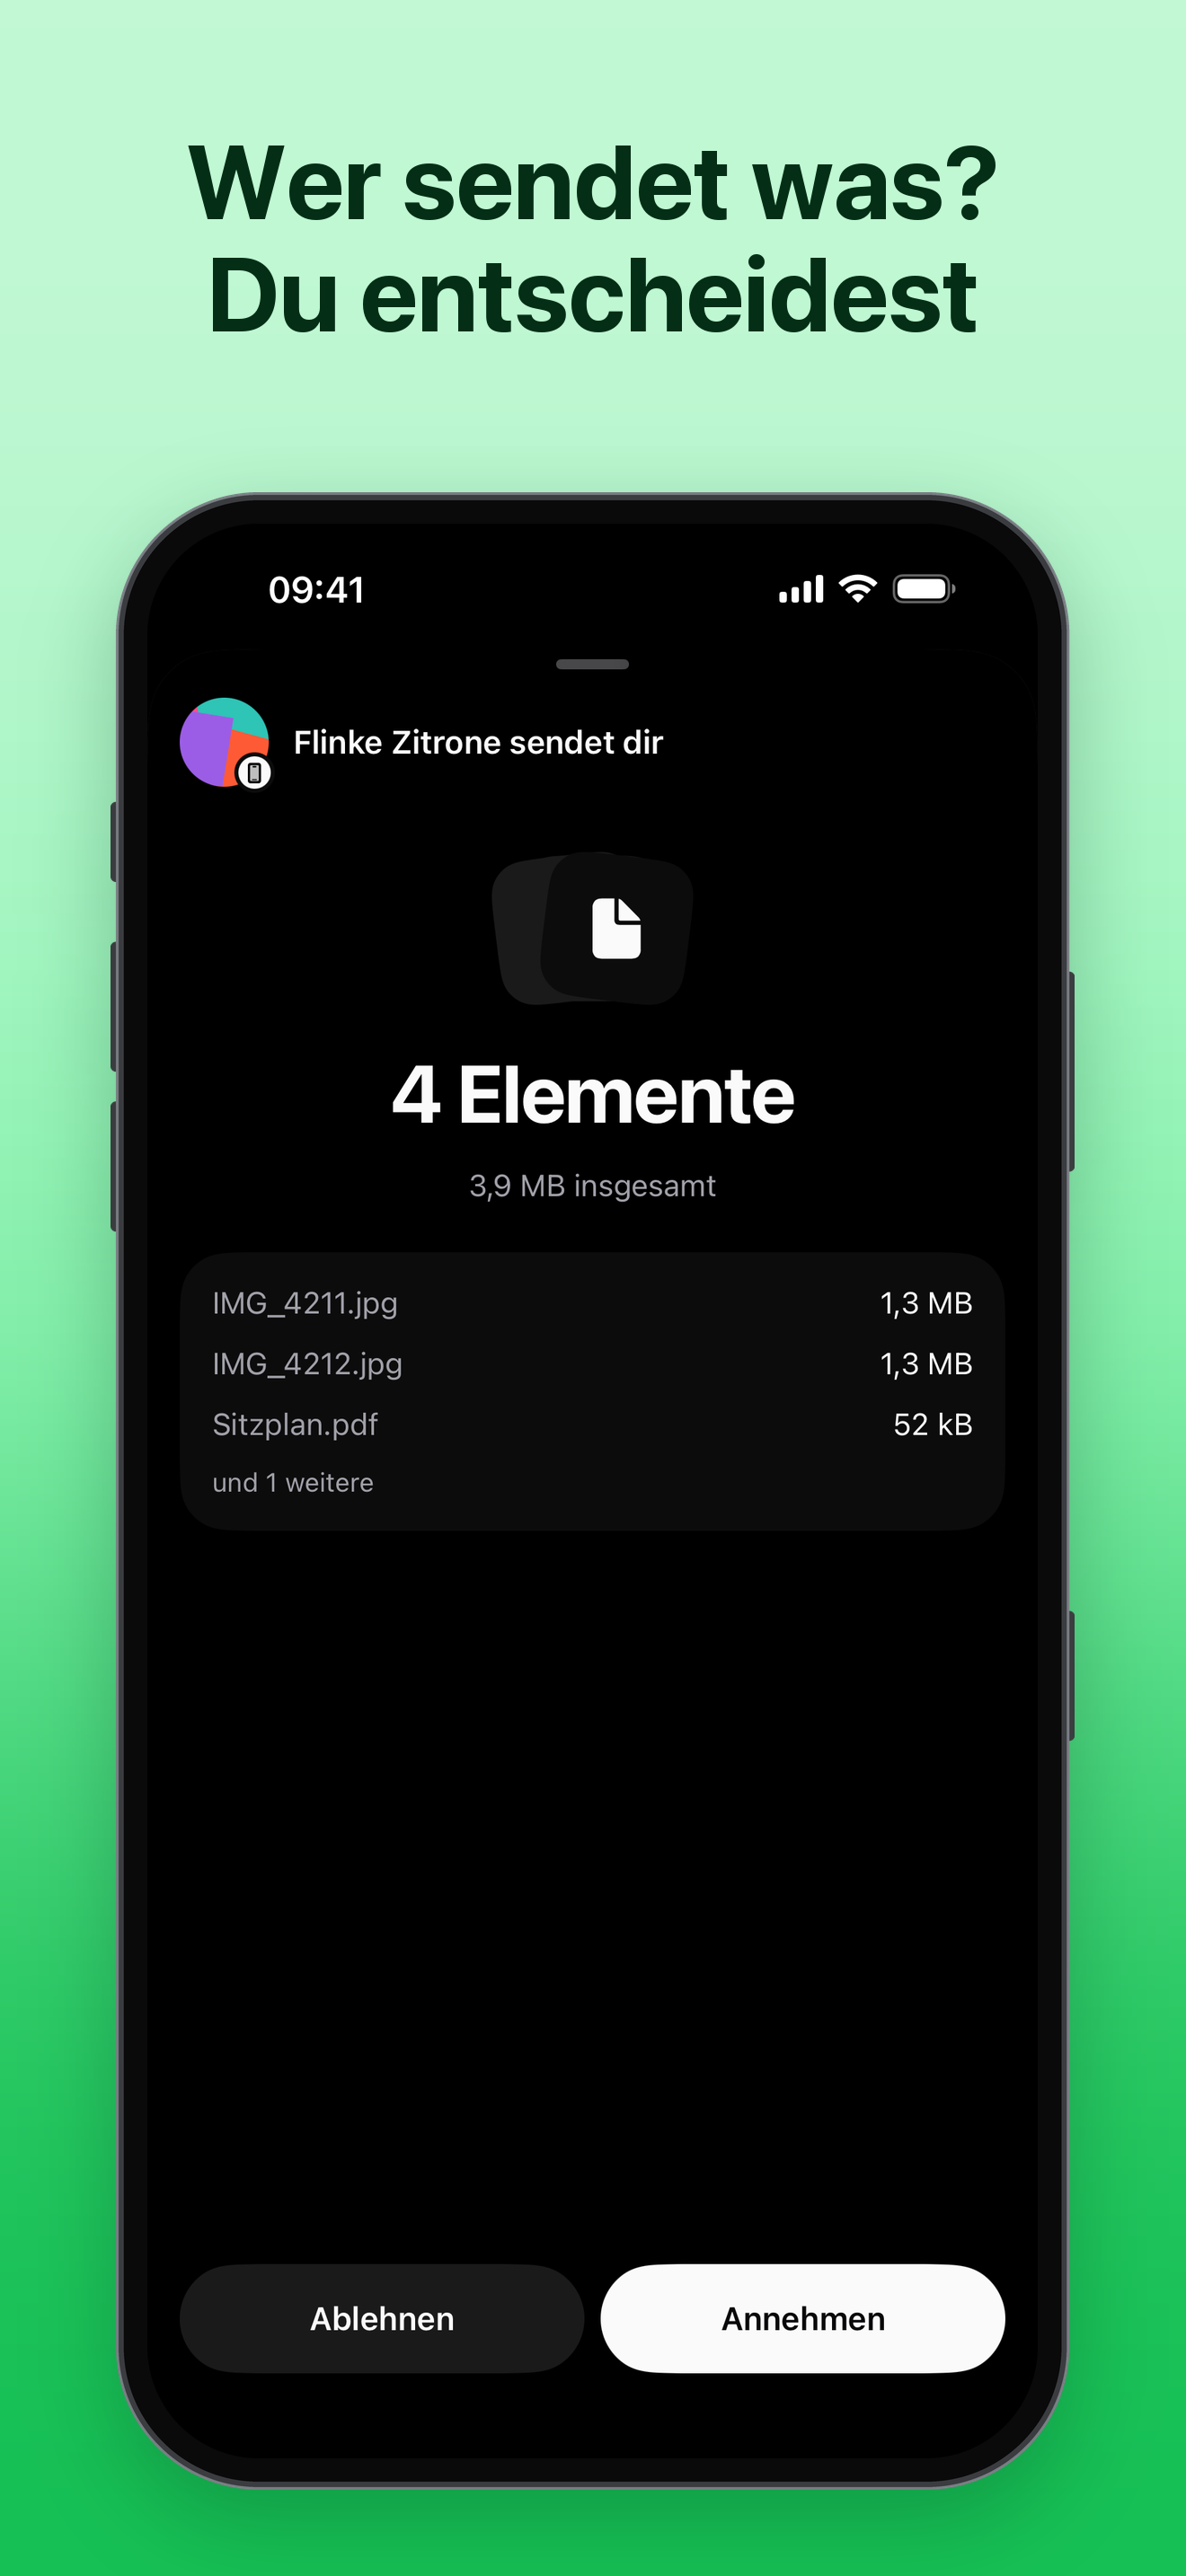 Wer sendet was?
Du entscheidest
09:41
Flinke Zitrone sendet dir
4 Elemente
3,9 MB insgesamt
IMG_4211.jpg 1,3 MB
IMG_4212.jpg 1,3 MB
Sitzplan.pdf 52 kB
und 1 weitere
Ablehnen Annehmen